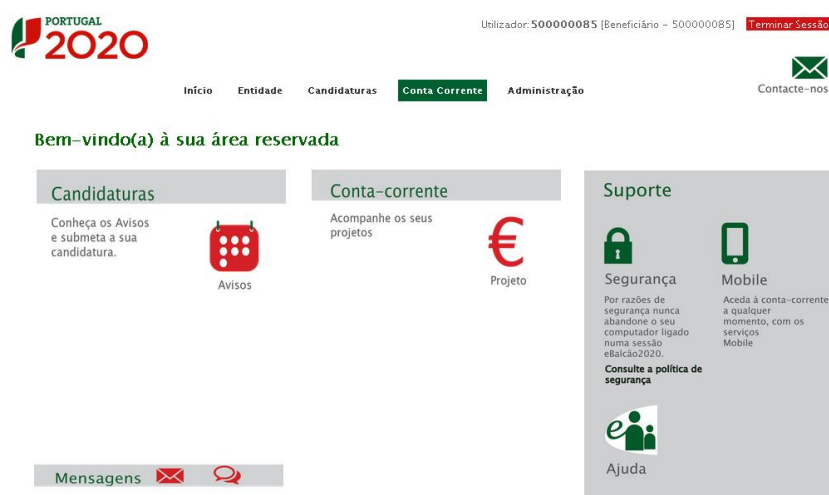 PORTUGAL
2020
Utilizador: 500000085 [Beneficiário - 500000085] Terminar Sessão
Contacte-nos
Início Entidade Candidaturas Conta Corrente Administração
Bem-vindo(a) à sua área reservada
Candidaturas
Conheça os Avisos
e submeta a sua
candidatura.
Avisos
Conta-corrente
Acompanhe os seus
projetos
€
Projeto
Suporte
Segurança
Por razões de
segurança nunca
abandone o seu
computador ligado
numa sessão
eBalcão2020.
Consulte a política de
segurança
Mobile
Aceda à conta-corrente
a qualquer
momento, com os
serviços
Mobile
Ajuda
Mensagens